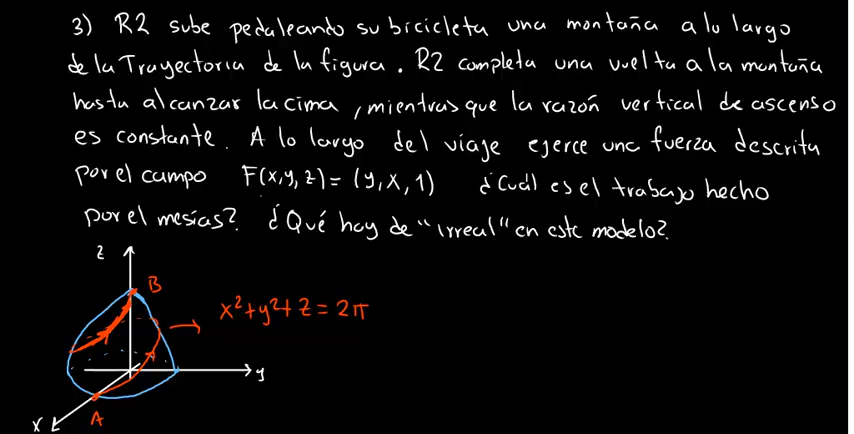 3) R2 sube pedaleando su bicicleta una montaña a lo largo
de la Trayectoria de la figura. R2 completa una vuelta a la montaña
hasta alcanzar la cima, mientras que la razón vertical de ascenso
es constante. A lo largo del viaje ejerce una fuerza descrita
por el campo F(x,y,z)=(y,x,1) ¿Cuál es el trabajo hecho
por el mesías? ¿Qué hay de "irreal" en este modelo?
z
B
x²+y²+z=2π
y
x
A